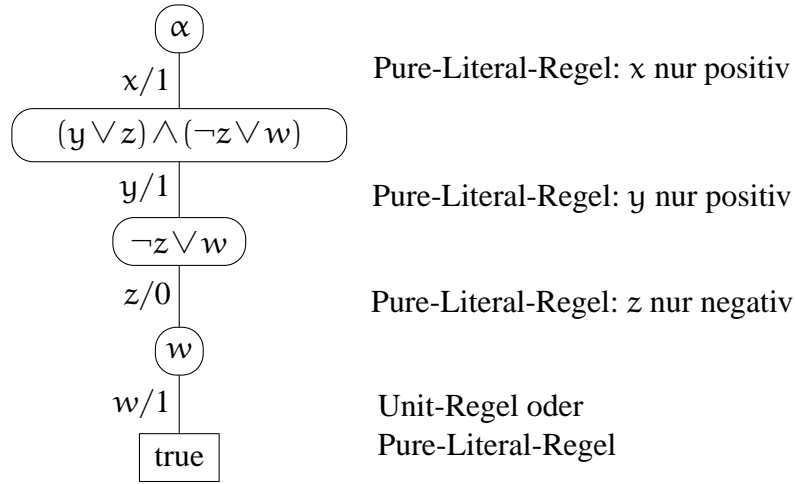 α
x/1 Pure-Literal-Regel: x nur positiv
(y ∨ z) ∧ (¬z ∨ w)
y/1 Pure-Literal-Regel: y nur positiv
¬z ∨ w
z/0 Pure-Literal-Regel: z nur negativ
w
w/1 Unit-Regel oder
Pure-Literal-Regel
true